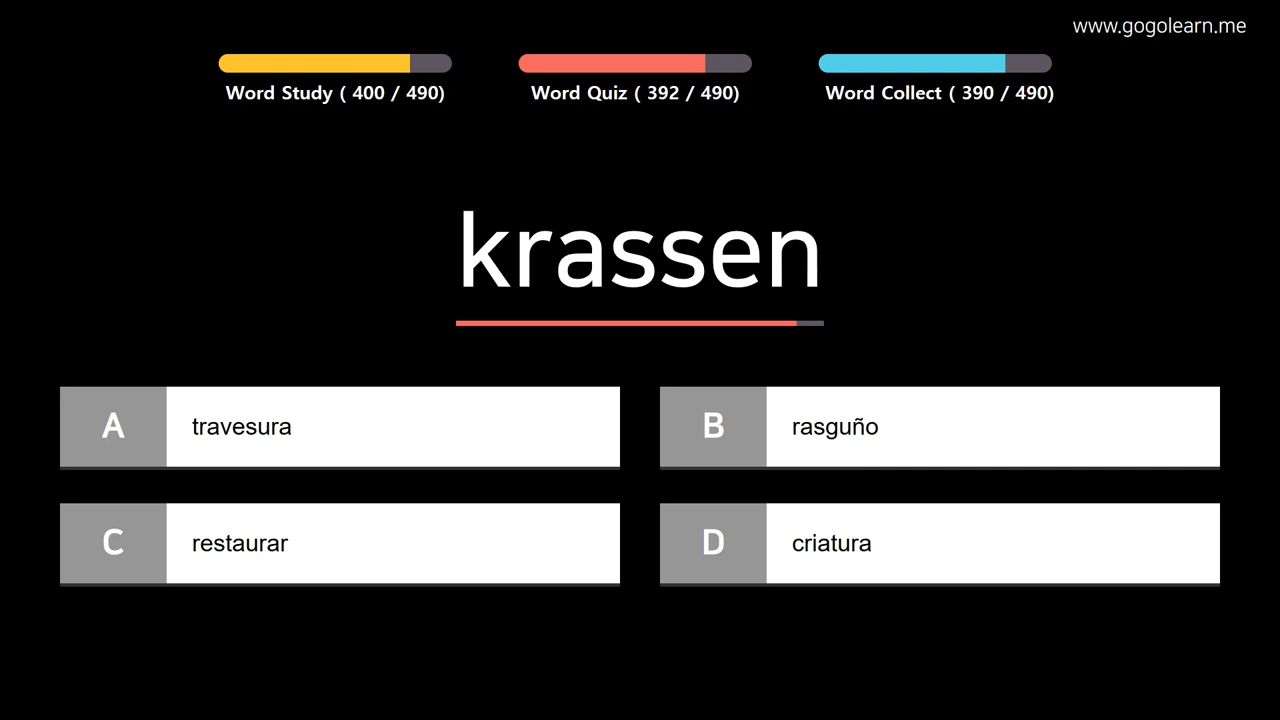 www.gogolearn.me
Word Study ( 400 / 490)
Word Quiz ( 392 / 490)
Word Collect ( 390 / 490)
krassen
A travesura
B rasguño
C restaurar
D criatura